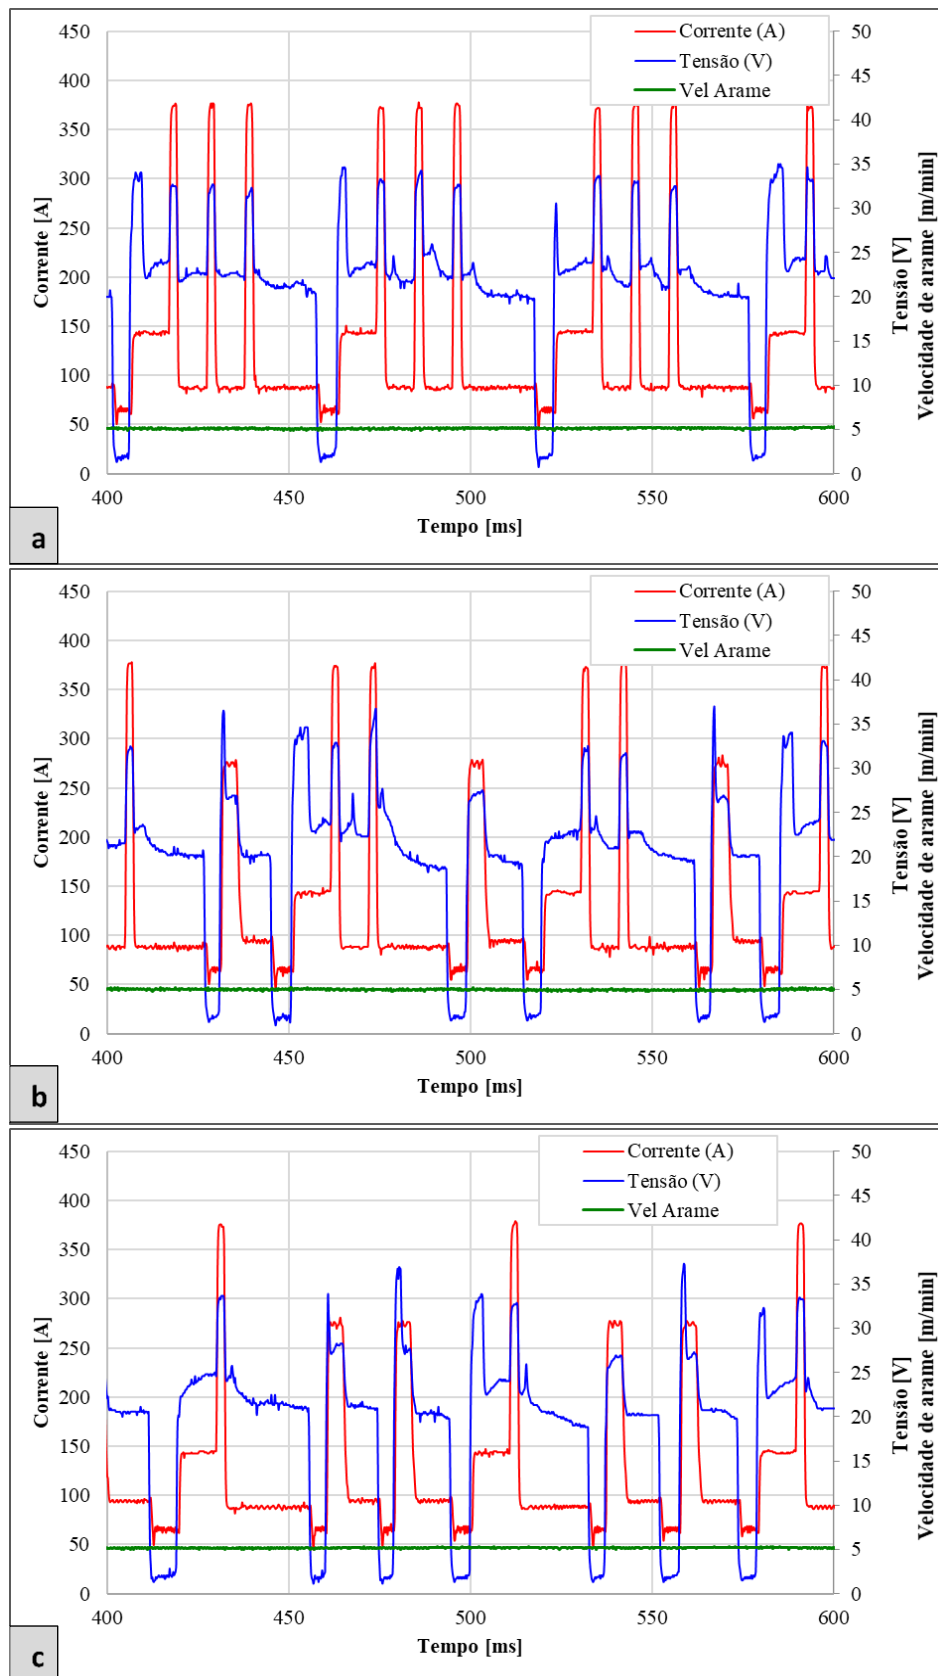 450
400
350
300
250
200
150
100
50
0
Corrente [A]
50
45
40
35
30
25
20
15
10
5
0
Tensão [V]
Velocidade de arame [m/min]
Corrente (A)
Tensão (V)
Vel Arame
400 450 500 550 600
Tempo [ms]
a
450
400
350
300
250
200
150
100
50
0
Corrente [A]
50
45
40
35
30
25
20
15
10
5
0
Tensão [V]
Velocidade de arame [m/min]
Corrente (A)
Tensão (V)
Vel Arame
400 450 500 550 600
Tempo [ms]
b
450
400
350
300
250
200
150
100
50
0
Corrente [A]
50
45
40
35
30
25
20
15
10
5
0
Tensão [V]
Velocidade de arame [m/min]
Corrente (A)
Tensão (V)
Vel Arame
400 450 500 550 600
Tempo [ms]
c